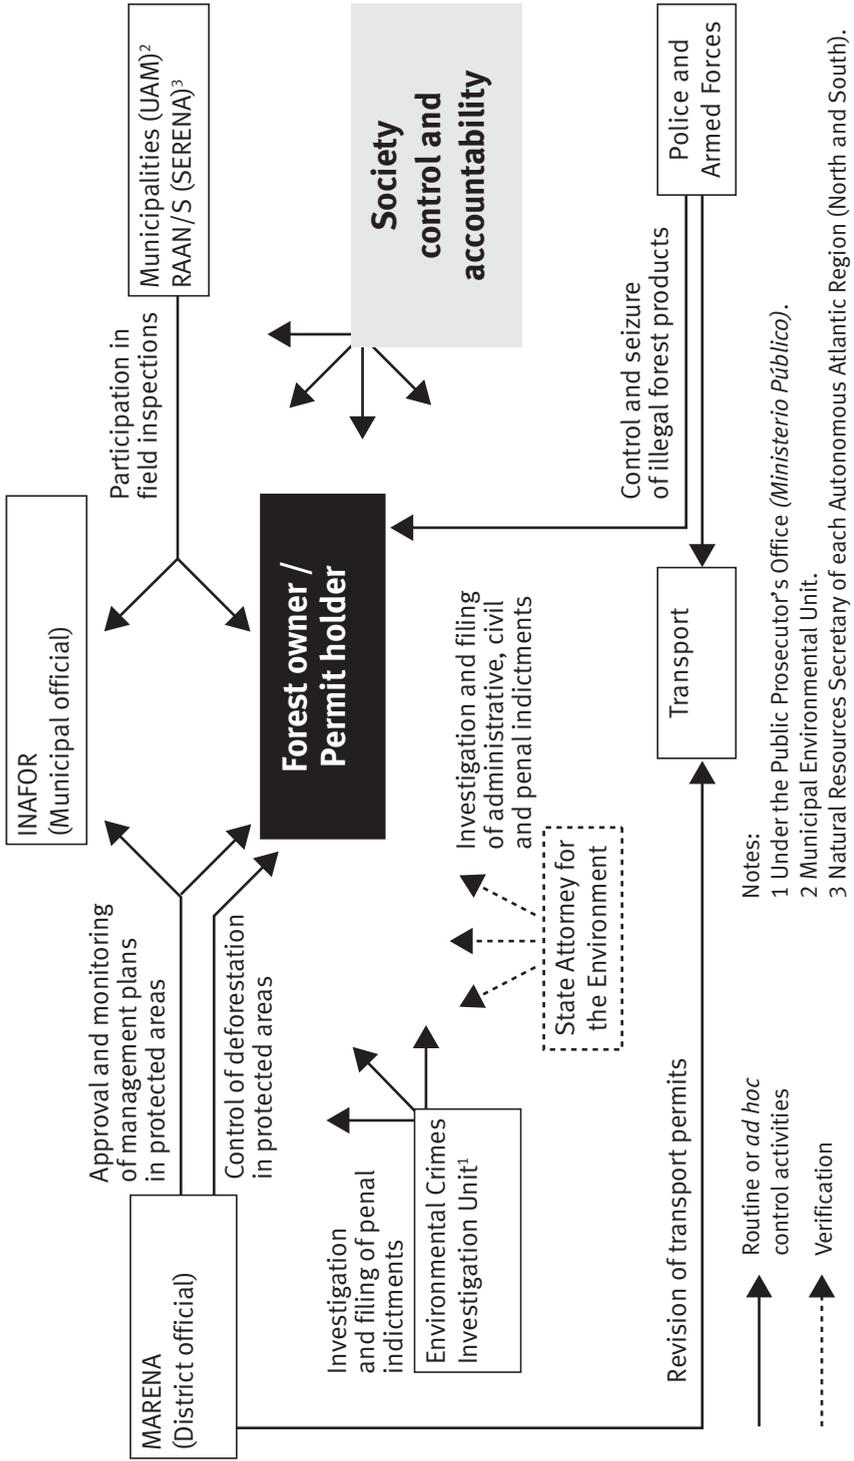 INAFOR
(Municipal official)
MARENA
(District official)
Approval and monitoring
of management plans
in protected areas
Control of deforestation
in protected areas
Participation in
field inspections
Municipalities (UAM)²
RAAN/S (SERENA)³
Forest owner /
Permit holder
Society
control and
accountability
Investigation
and filing of penal
indictments
Environmental Crimes
Investigation Unit¹
Investigation and filing
of administrative, civil
and penal indictments
State Attorney for
the Environment
Control and seizure
of illegal forest products
Police and
Armed Forces
Revision of transport permits
Transport
Routine or ad hoc
control activities
Verification
Notes:
1 Under the Public Prosecutor's Office (Ministerio Público).
2 Municipal Environmental Unit.
3 Natural Resources Secretary of each Autonomous Atlantic Region (North and South).